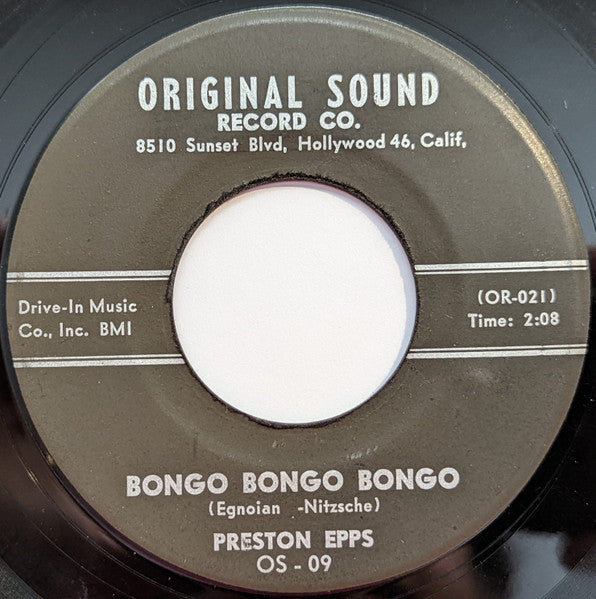 ORIGINAL SOUND
RECORD CO.
8510 Sunset Blvd, Hollywood 46, Calif.
Drive-In Music
Co., Inc. BMI
(OR-021)
Time: 2:08
BONGO BONGO BONGO
(Egnoian -Nitzsche)
PRESTON EPPS
OS - 09